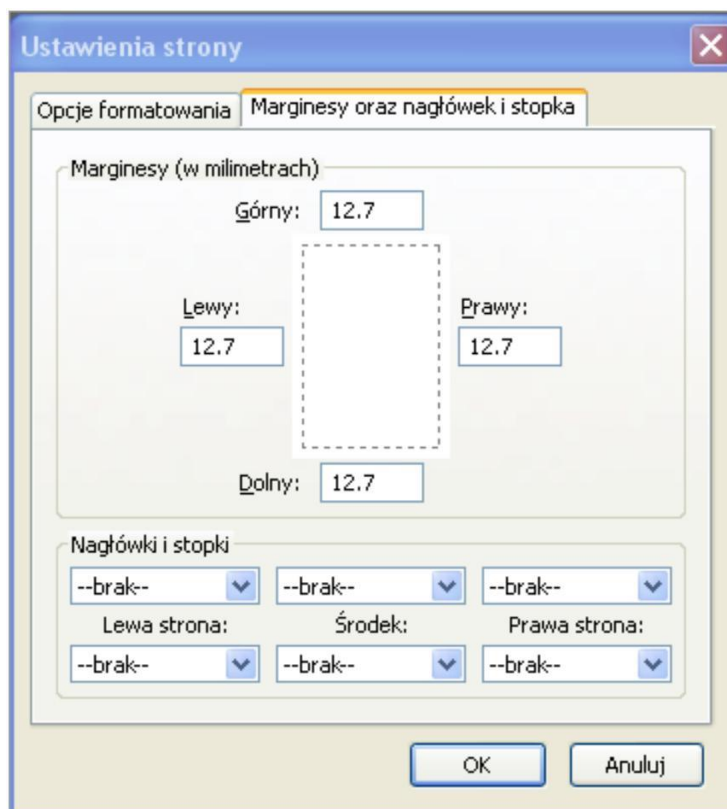 Ustawienia strony
Opcje formatowania Marginesy oraz nagłówek i stopka
Marginesy (w milimetrach)
Górny: 12.7
Lewy: Prawy:
12.7 12.7
Dolny: 12.7
Nagłówki i stopki
--brak-- --brak-- --brak--
Lewa strona: Środek: Prawa strona:
--brak-- --brak-- --brak--
OK Anuluj